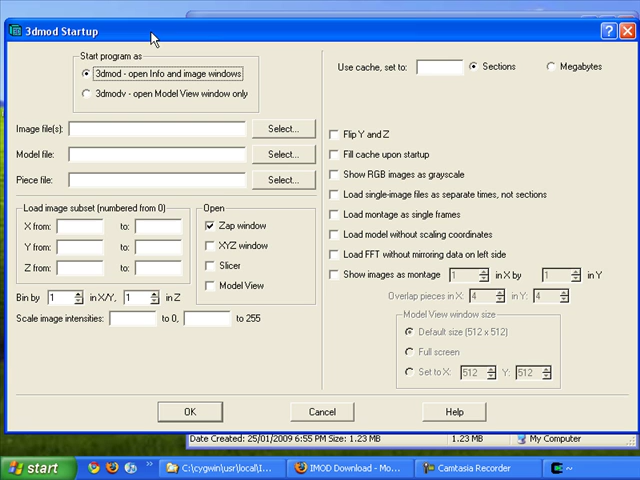 3dmod Startup
Start program as
3dmod - open Info and image windows
3dmodv - open Model View window only
Image file(s): Select...
Model file: Select...
Piece file: Select...
Load image subset (numbered from 0)
X from: to:
Y from: to:
Z from: to:
Open
Zap window
XYZ window
Slicer
Model View
Bin by 1 in X/Y, 1 in Z
Scale image intensities: to 0, to 255
Use cache, set to: Sections Megabytes
Flip Y and Z
Fill cache upon startup
Show RGB images as grayscale
Load single-image files as separate times, not sections
Load montage as single frames
Load model without scaling coordinates
Load FFT without mirroring data on left side
Show images as montage 1 in X by 1 in Y
Overlap pieces in X: 4 in Y: 4
Model View window size
Default size (512 x 512)
Full screen
Set to X: 512 Y: 512
OK Cancel Help
Date Created: 25/01/2009 6:55 PM Size: 1.23 MB 1.23 MB My Computer
start C:\cygwin\usr\local\I... IMOD Download - Mo... Camtasia Recorder ~